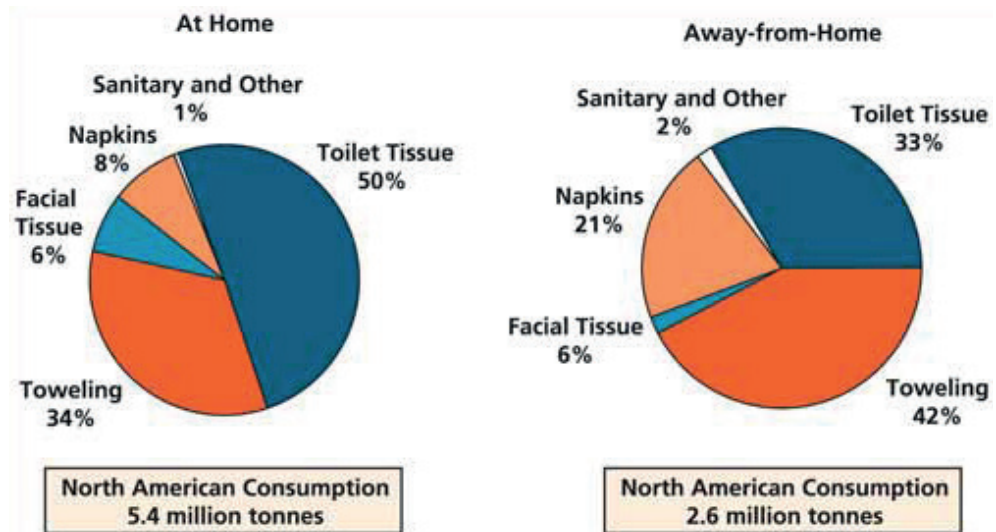 At Home
Sanitary and Other
1%
Napkins
8%
Facial
Tissue
6%
Toilet Tissue
50%
Toweling
34%
North American Consumption
5.4 million tonnes
Away-from-Home
Sanitary and Other
2%
Toilet Tissue
33%
Napkins
21%
Facial Tissue
6%
Toweling
42%
North American Consumption
2.6 million tonnes